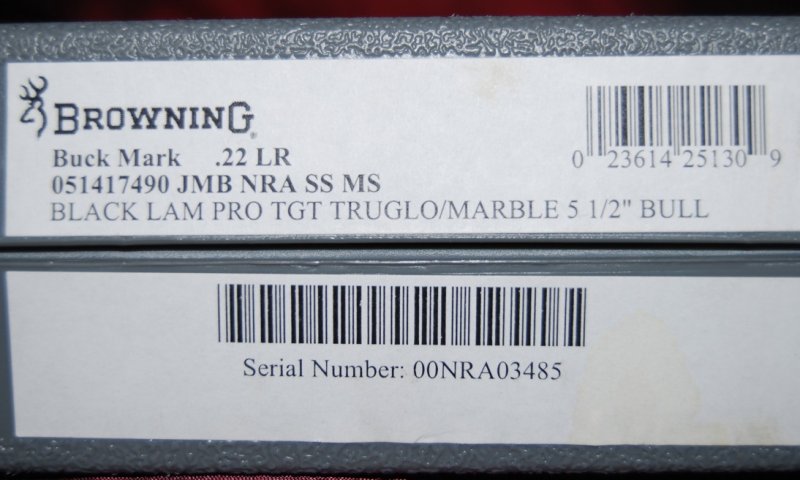 BROWNING
Buck Mark .22 LR
051417490 JMB NRA SS MS
BLACK LAM PRO TGT TRUGLO/MARBLE 5 1/2" BULL
0 23614 25130 9
Serial Number: 00NRA03485